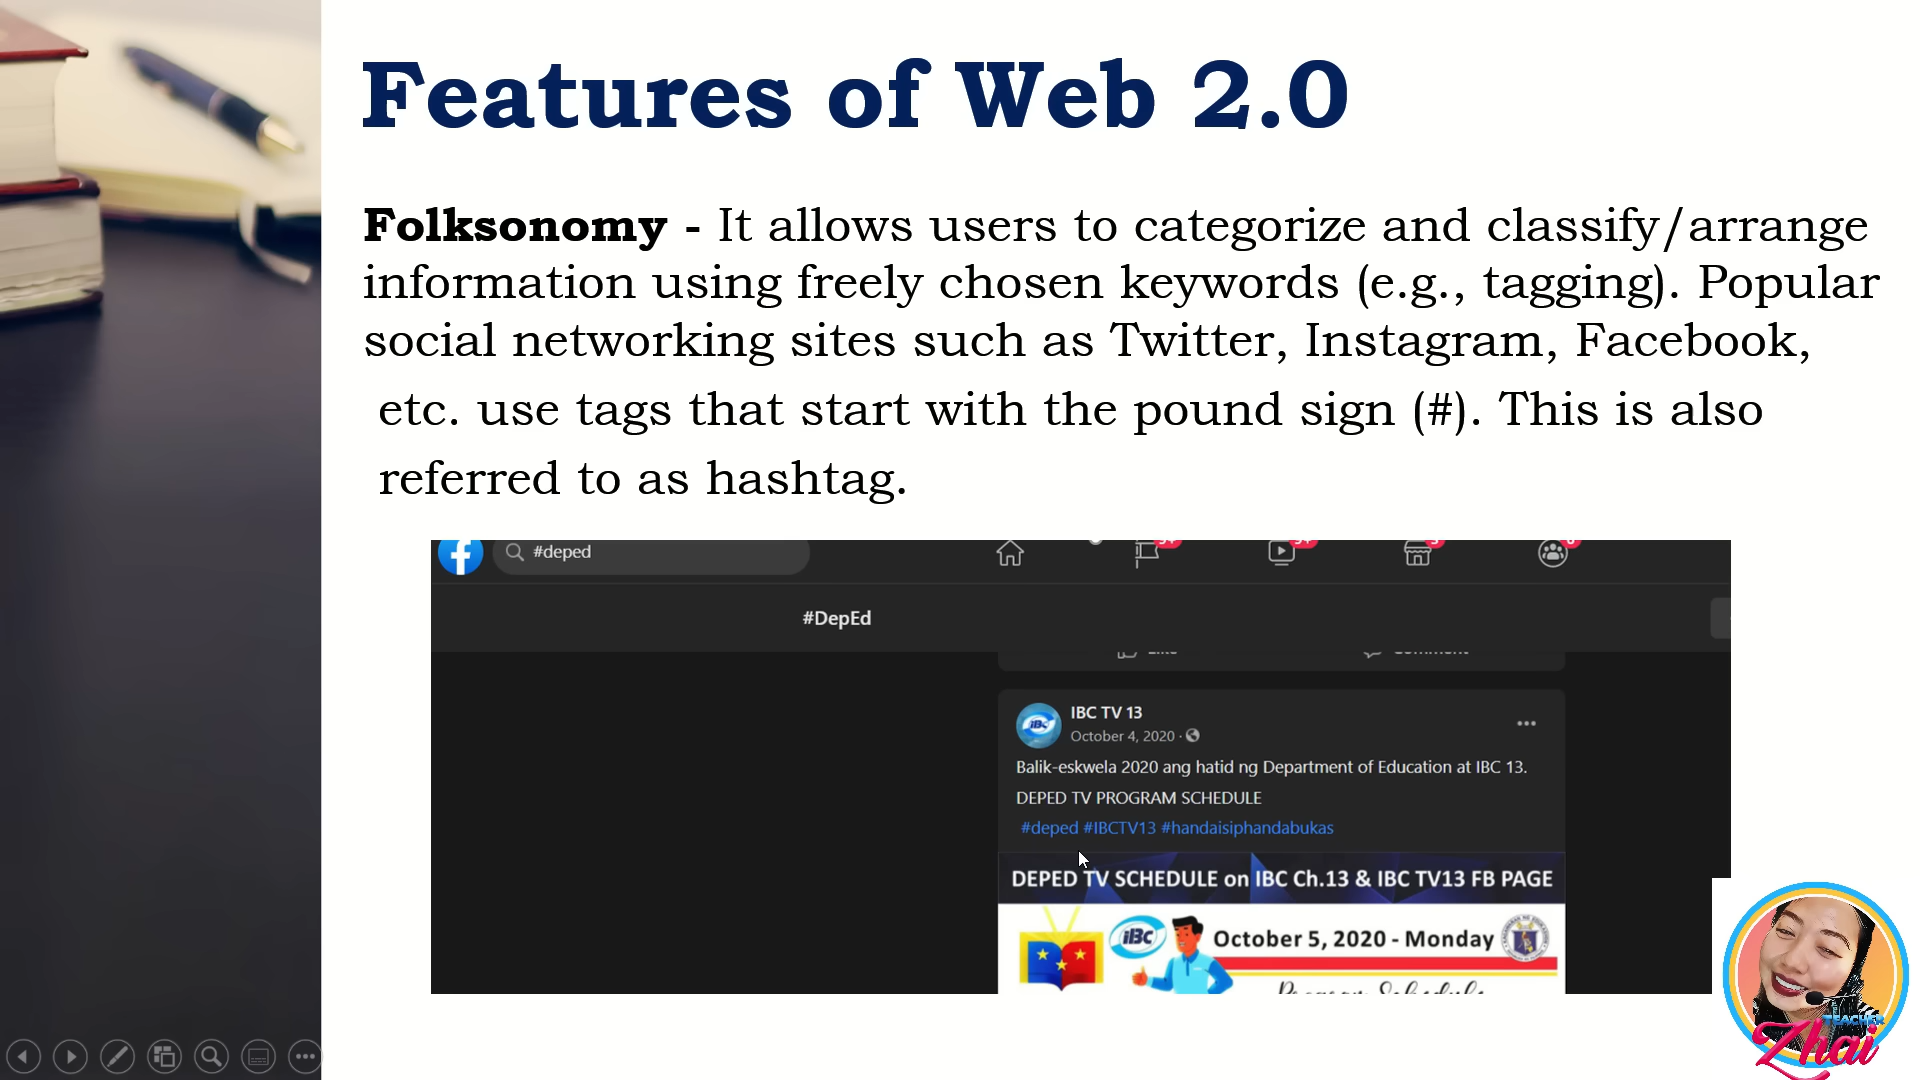 Features of Web 2.0
Folksonomy - It allows users to categorize and classify/arrange
information using freely chosen keywords (e.g., tagging). Popular
social networking sites such as Twitter, Instagram, Facebook,
etc. use tags that start with the pound sign (#). This is also
referred to as hashtag.
#deped
#DepEd
Like Comment
IBC TV 13
October 4, 2020 ·
Balik-eskwela 2020 ang hatid ng Department of Education at IBC 13.
DEPED TV PROGRAM SCHEDULE
#deped #IBCTV13 #handaisiphandabukas
DEPED TV SCHEDULE on IBC Ch.13 & IBC TV13 FB PAGE
iBC
October 5, 2020 - Monday
Program Schedule
TEACHER
Zhai